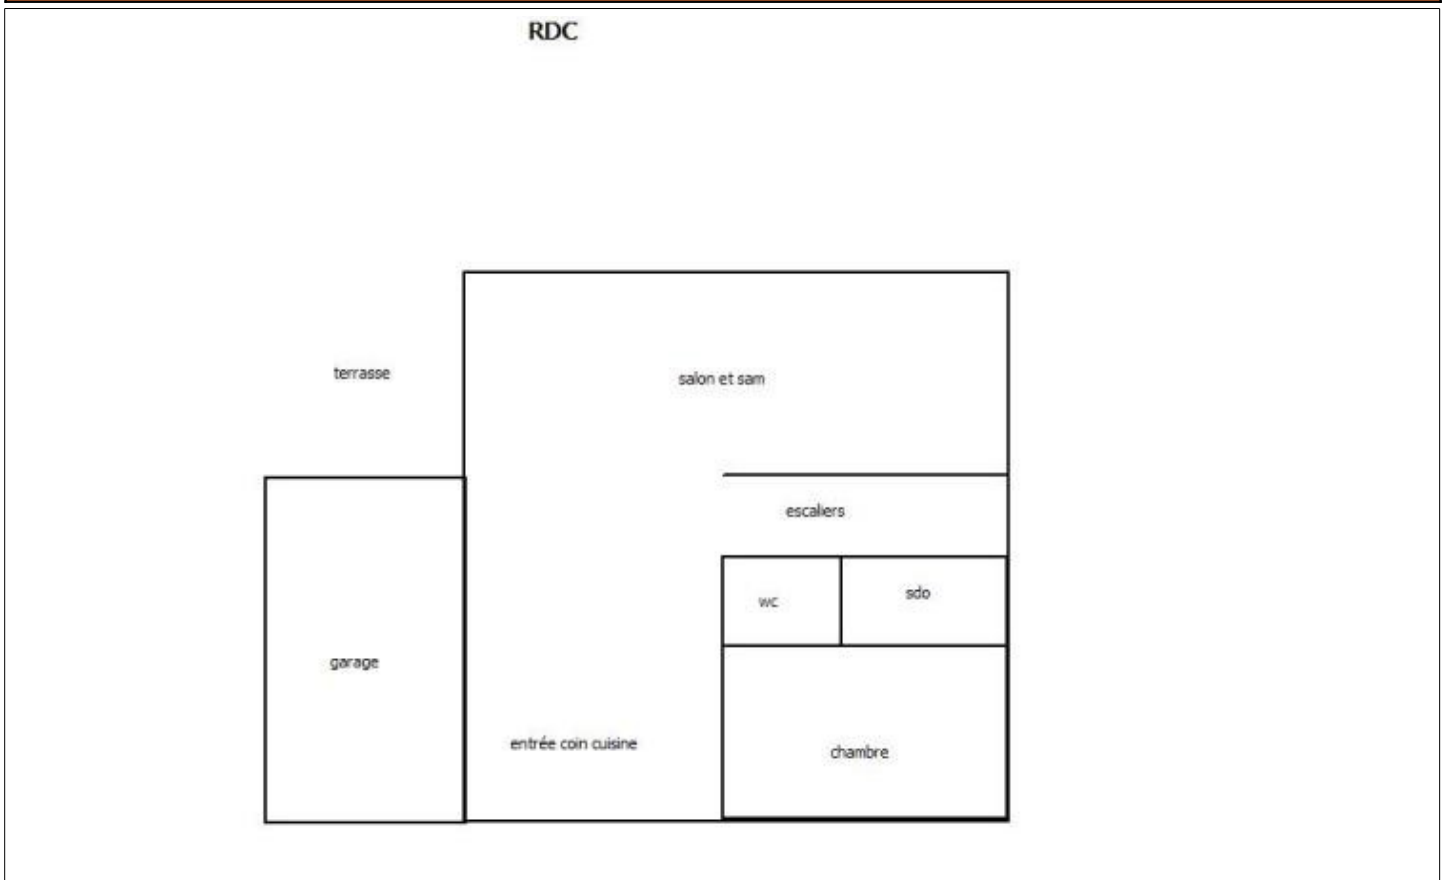 RDC
terrasse
salon et sam
escaliers
wc
sdo
garage
entrée coin cuisine
chambre